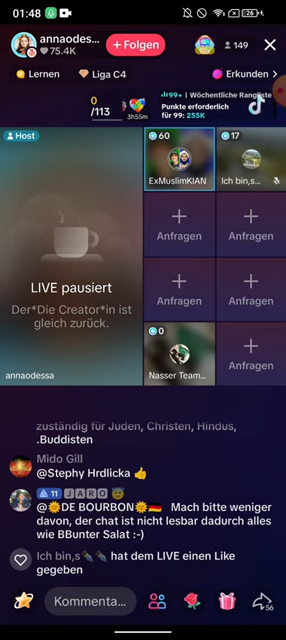 01:48
26
annaodes...
75.4K
+ Folgen
149
Lernen
Liga C4
Erkunden >
0
/113
3h55m
99+ | Wöchentliche Rangliste
Punkte erforderlich
für 99: 255K
TikTok
Host
LIVE pausiert
Der*Die Creator*in ist
gleich zurück.
annaodessa
60
ExMuslimKIAN
17
Ich bin,s...
Anfragen
Anfragen
Anfragen
Anfragen
0
Nasser Team...
Anfragen
zuständig für Juden, Christen, Hindus,
.Buddisten
Mido Gill
@Stephy Hrdlicka 👍
11 JARO 😇
@🌞DE BOURBON🌞🇩🇪 Mach bitte weniger
davon, der chat ist nicht lesbar dadurch alles
wie BBunter Salat :-)
Ich bin,s✒️✒️ hat dem LIVE einen Like
gegeben
Kommenta...
56